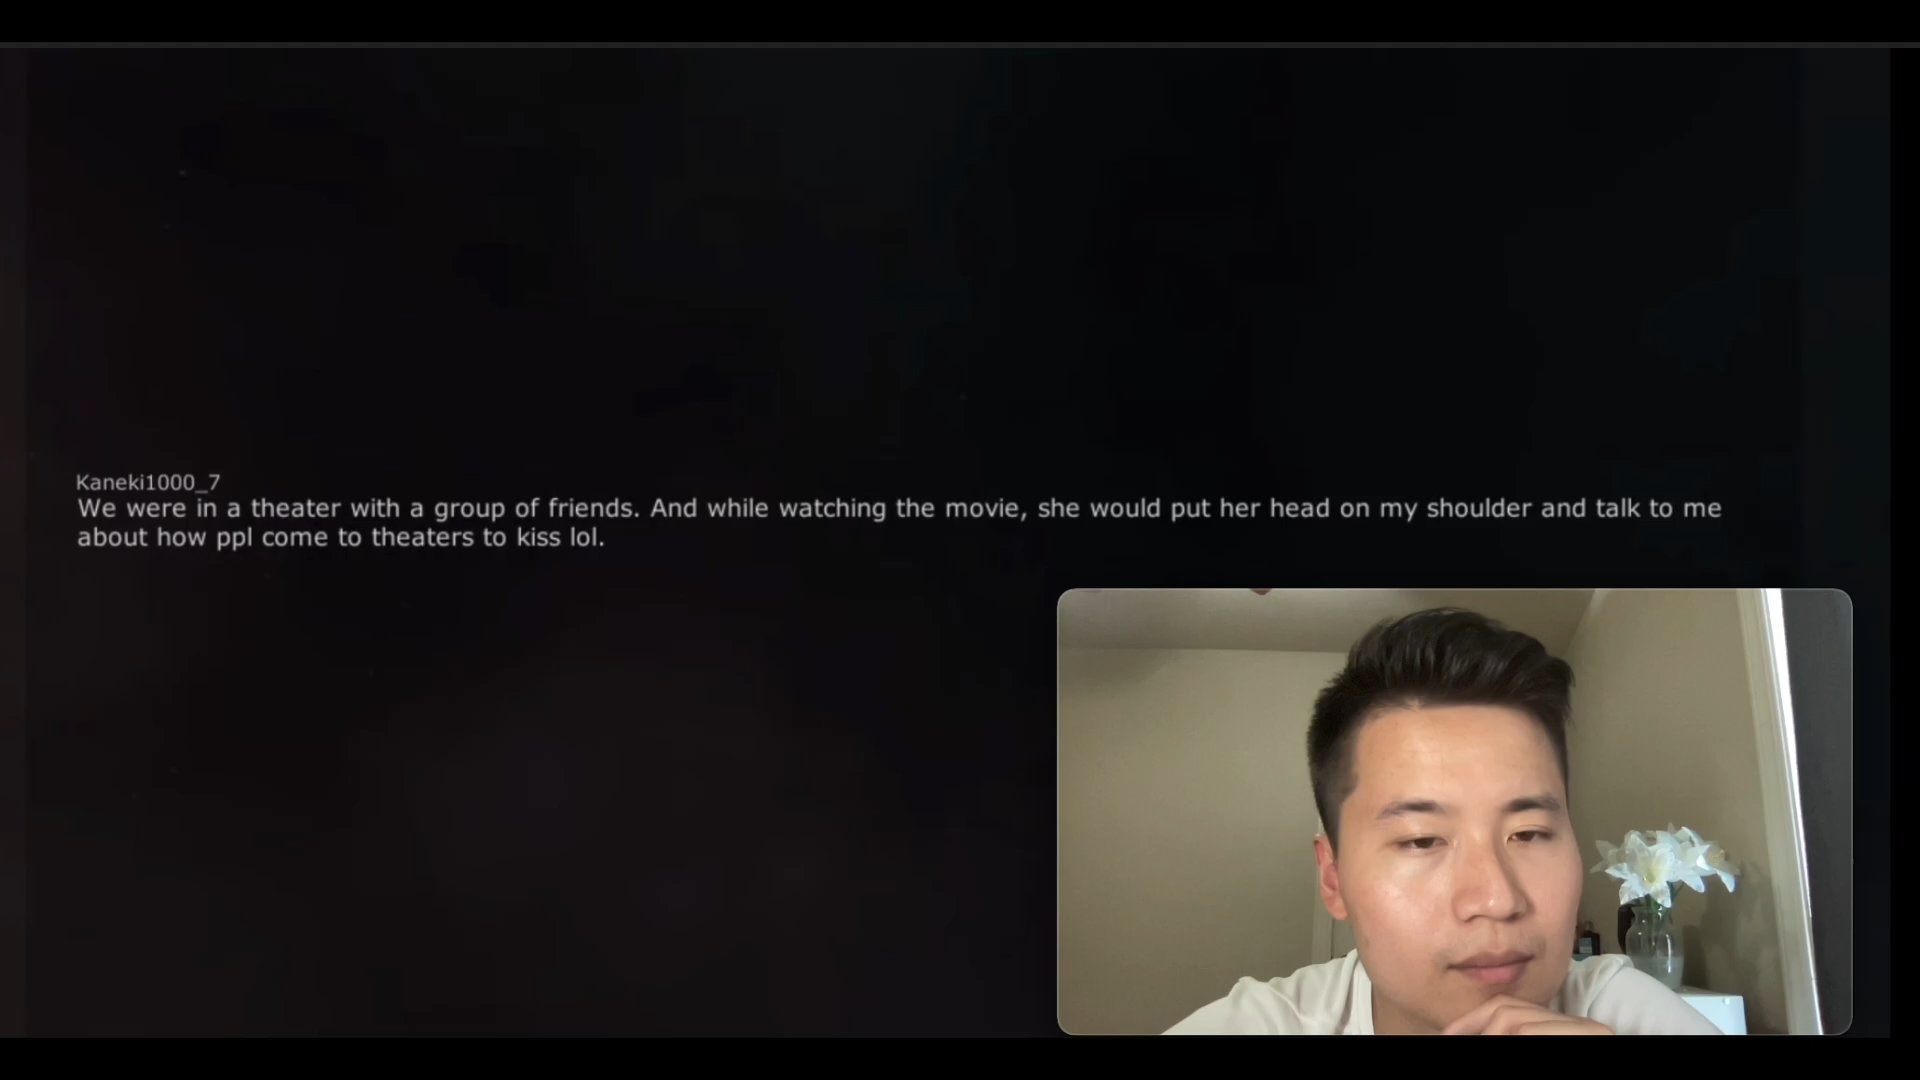 Kaneki1000_7
We were in a theater with a group of friends. And while watching the movie, she would put her head on my shoulder and talk to me
about how ppl come to theaters to kiss lol.